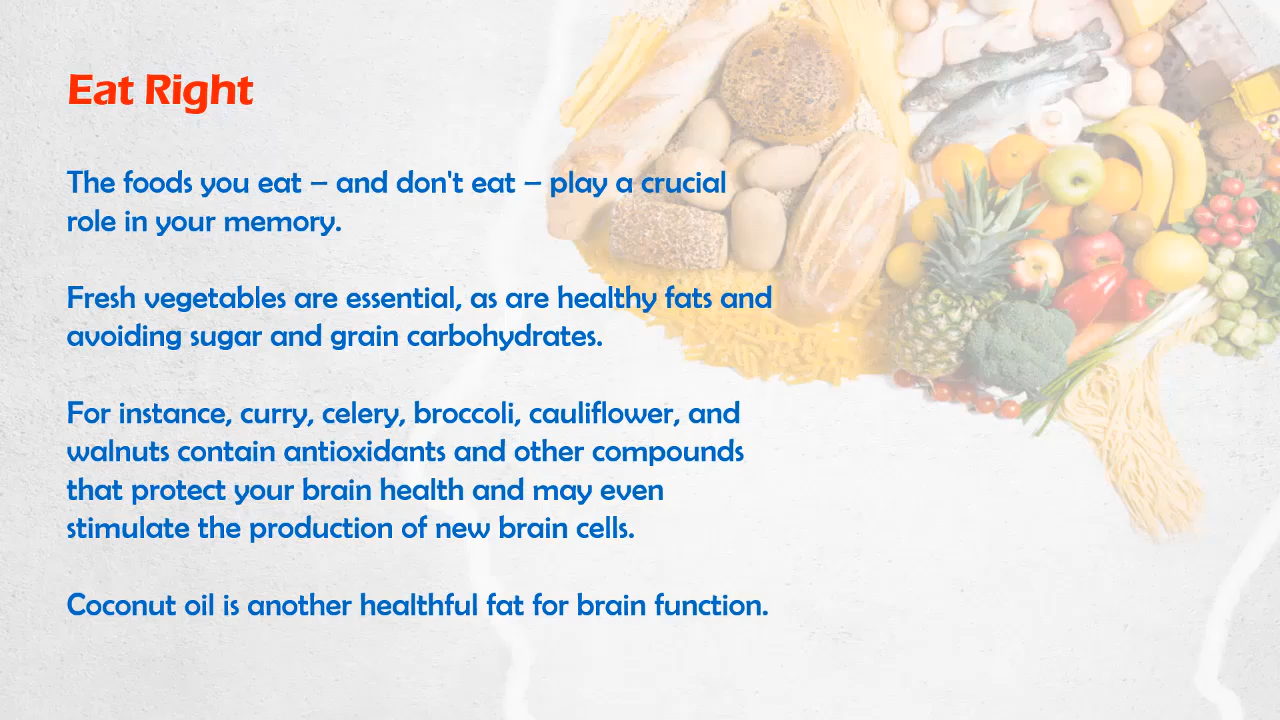 Eat Right
The foods you eat – and don't eat – play a crucial
role in your memory.
Fresh vegetables are essential, as are healthy fats and
avoiding sugar and grain carbohydrates.
For instance, curry, celery, broccoli, cauliflower, and
walnuts contain antioxidants and other compounds
that protect your brain health and may even
stimulate the production of new brain cells.
Coconut oil is another healthful fat for brain function.